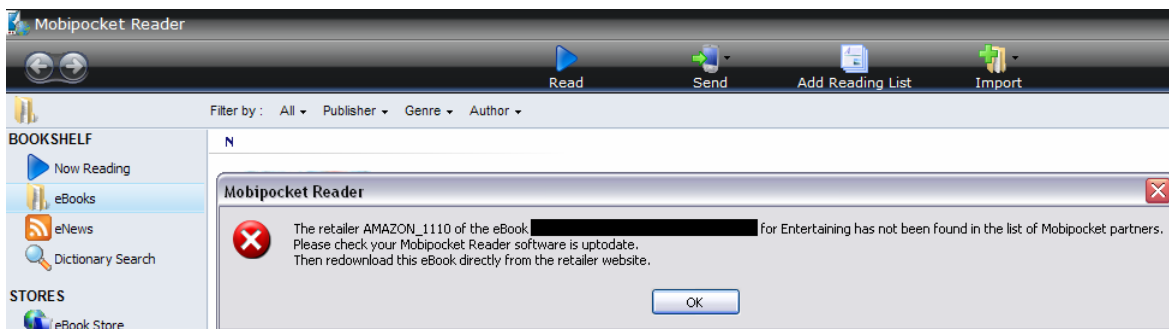 Mobipocket Reader
Read Send Add Reading List Import
Filter by : All Publisher Genre Author
BOOKSHELF
N
Now Reading
eBooks
eNews
Dictionary Search
STORES
eBook Store
Mobipocket Reader
The retailer AMAZON_1110 of the eBook for Entertaining has not been found in the list of Mobipocket partners.
Please check your Mobipocket Reader software is uptodate.
Then redownload this eBook directly from the retailer website.
OK